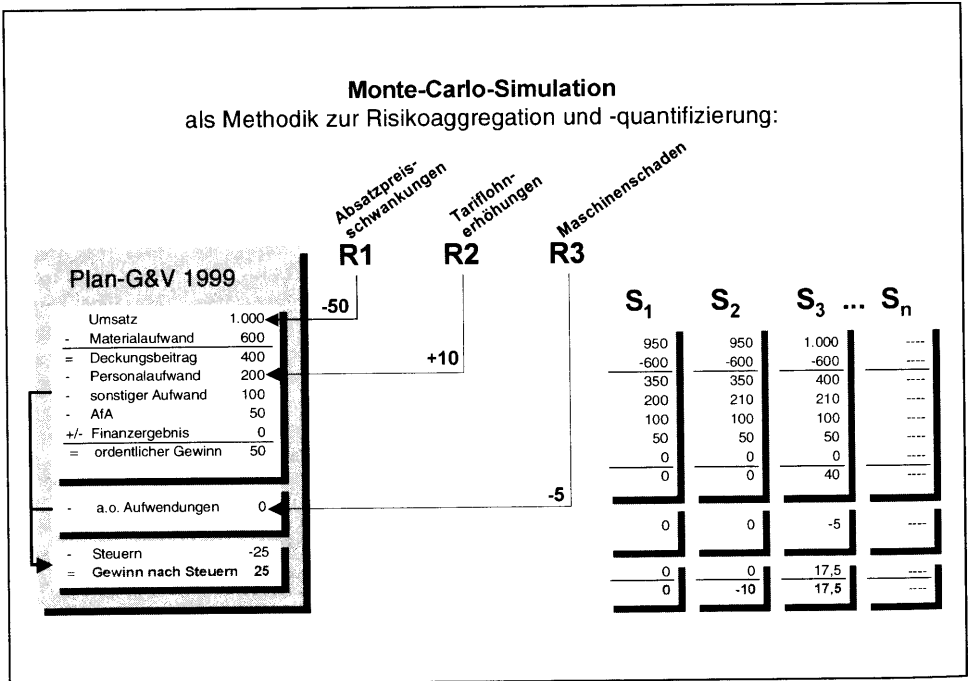 Monte-Carlo-Simulation
als Methodik zur Risikoaggregation und -quantifizierung:
Absatzpreis-
schwankungen
Tariflohn-
erhöhungen
Maschinenschaden
R1 R2 R3
Plan-G&V 1999
-50
+10
-5
Umsatz 1.000
- Materialaufwand 600
= Deckungsbeitrag 400
- Personalaufwand 200
- sonstiger Aufwand 100
- AfA 50
+/- Finanzergebnis 0
= ordentlicher Gewinn 50
- a.o. Aufwendungen 0
- Steuern -25
= Gewinn nach Steuern 25
S1 S2 S3 ... Sn
950 950 1.000 ----
-600 -600 -600 ----
350 350 400 ----
200 210 210 ----
100 100 100 ----
50 50 50 ----
0 0 0 ----
0 0 40 ----
0 0 -5 ----
0 0 17,5 ----
0 -10 17,5 ----